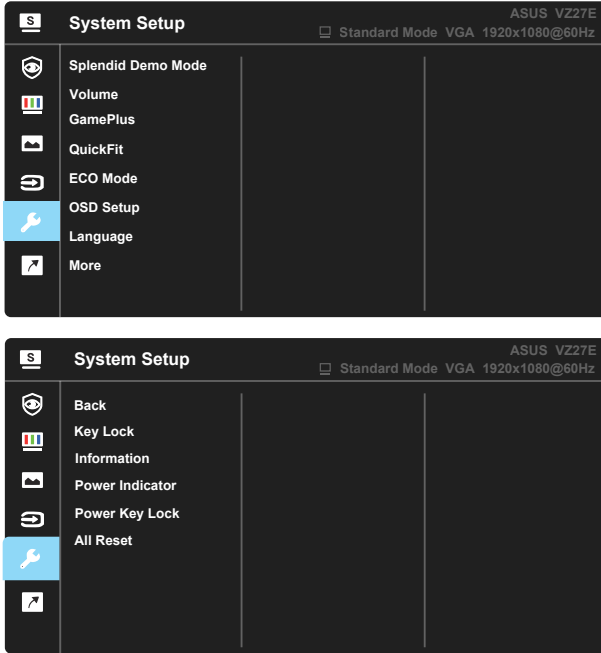 S
System Setup
ASUS VZ27E
Standard Mode VGA 1920x1080@60Hz
Splendid Demo Mode
Volume
GamePlus
QuickFit
ECO Mode
OSD Setup
Language
More
S
System Setup
ASUS VZ27E
Standard Mode VGA 1920x1080@60Hz
Back
Key Lock
Information
Power Indicator
Power Key Lock
All Reset